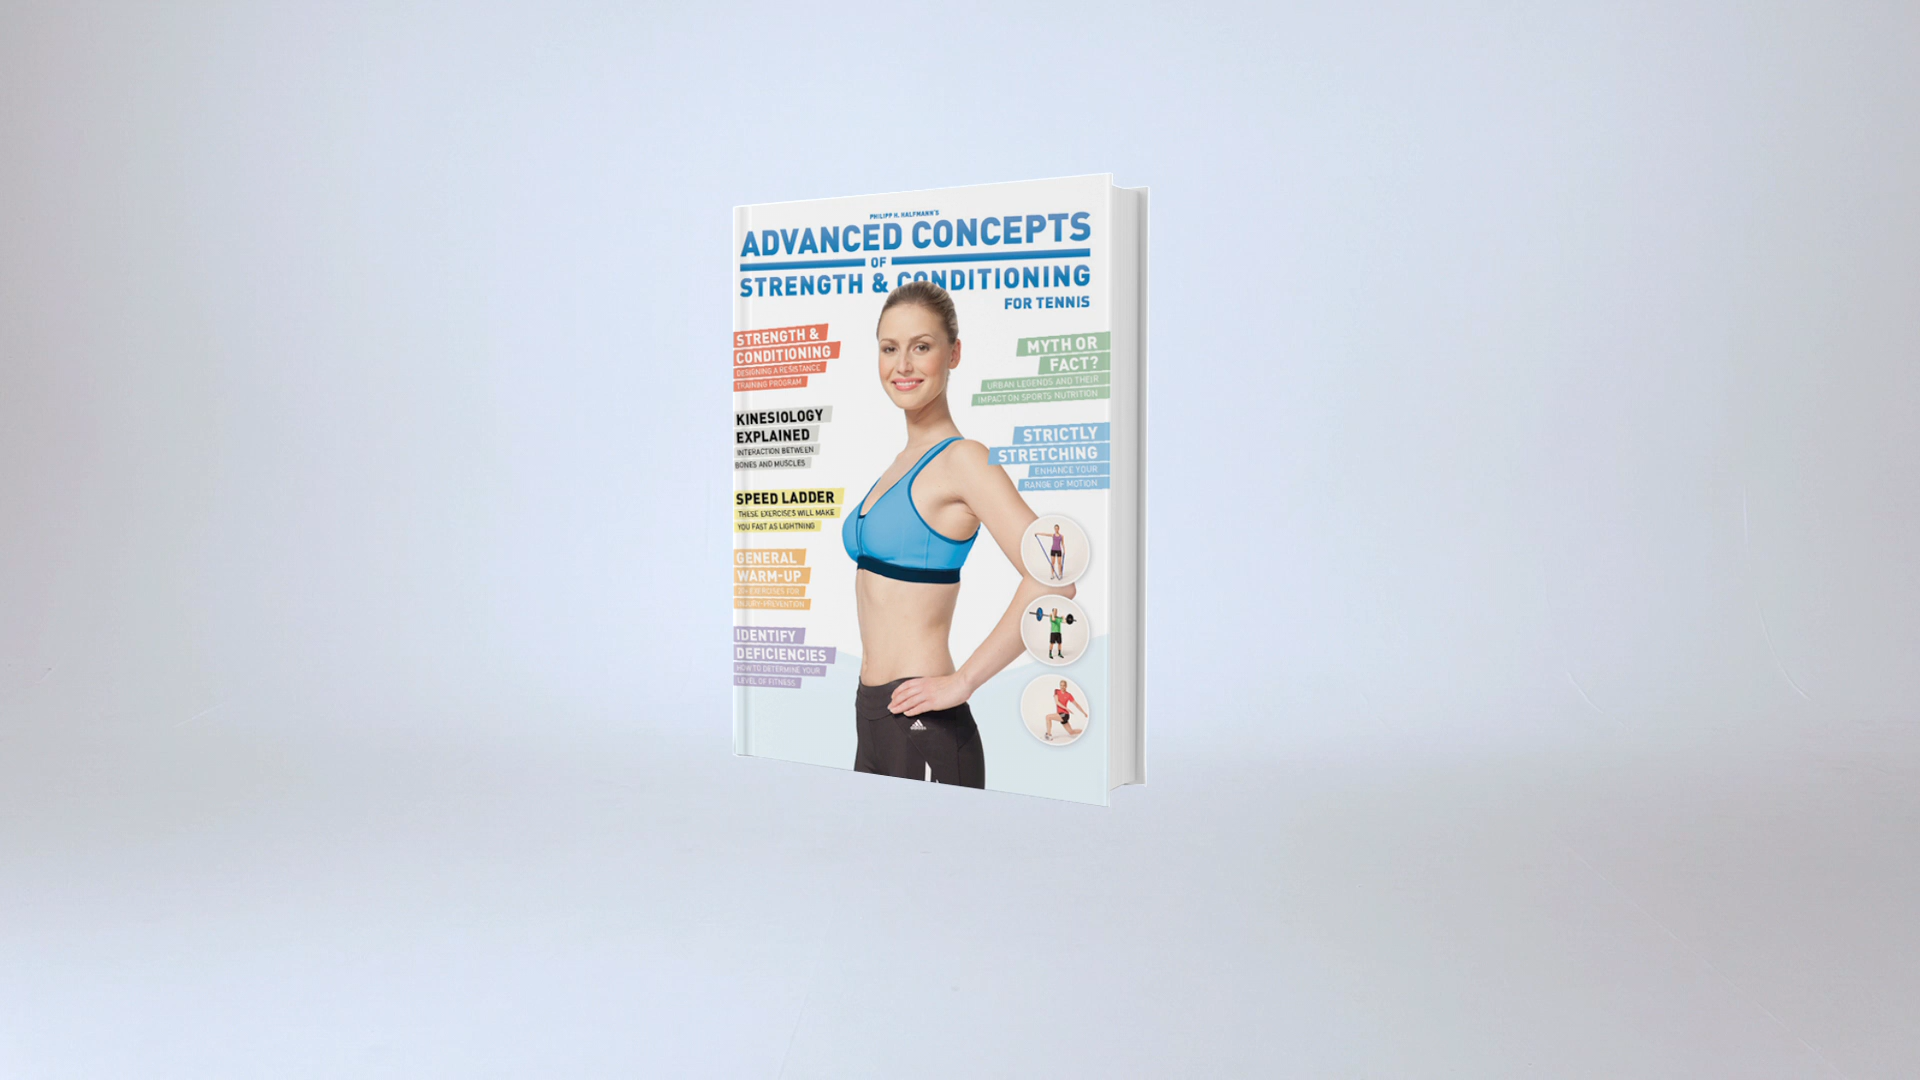 PHILIPP H. HALFMANN'S
ADVANCED CONCEPTS
OF
STRENGTH & CONDITIONING
FOR TENNIS
STRENGTH &
CONDITIONING
DESIGNING A RESISTANCE
TRAINING PROGRAM
KINESIOLOGY
EXPLAINED
INTERACTION BETWEEN
BONES AND MUSCLES
SPEED LADDER
THESE EXERCISES WILL MAKE
YOU FAST AS LIGHTNING
GENERAL
WARM-UP
EXERCISES FOR
INJURY-PREVENTION
IDENTIFY
DEFICIENCIES
HOW TO DETERMINE YOUR
LEVEL OF FITNESS
MYTH OR
FACT?
URBAN LEGENDS AND THEIR
IMPACT ON SPORTS NUTRITION
STRICTLY
STRETCHING
ENHANCE YOUR
RANGE OF MOTION
adidas